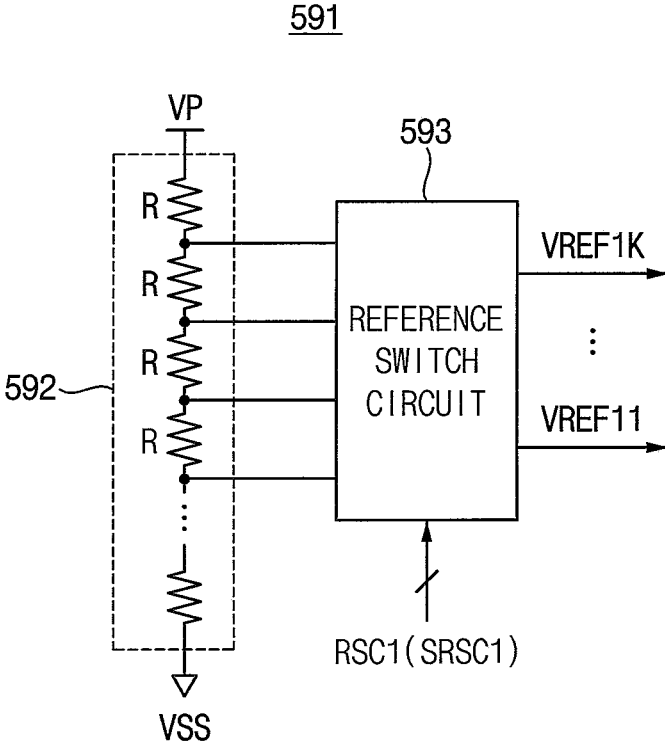 591
VP
593
R
VREF1K
R
REFERENCE
SWITCH
CIRCUIT
...
R
592
VREF11
R
...
RSC1(SRSC1)
VSS